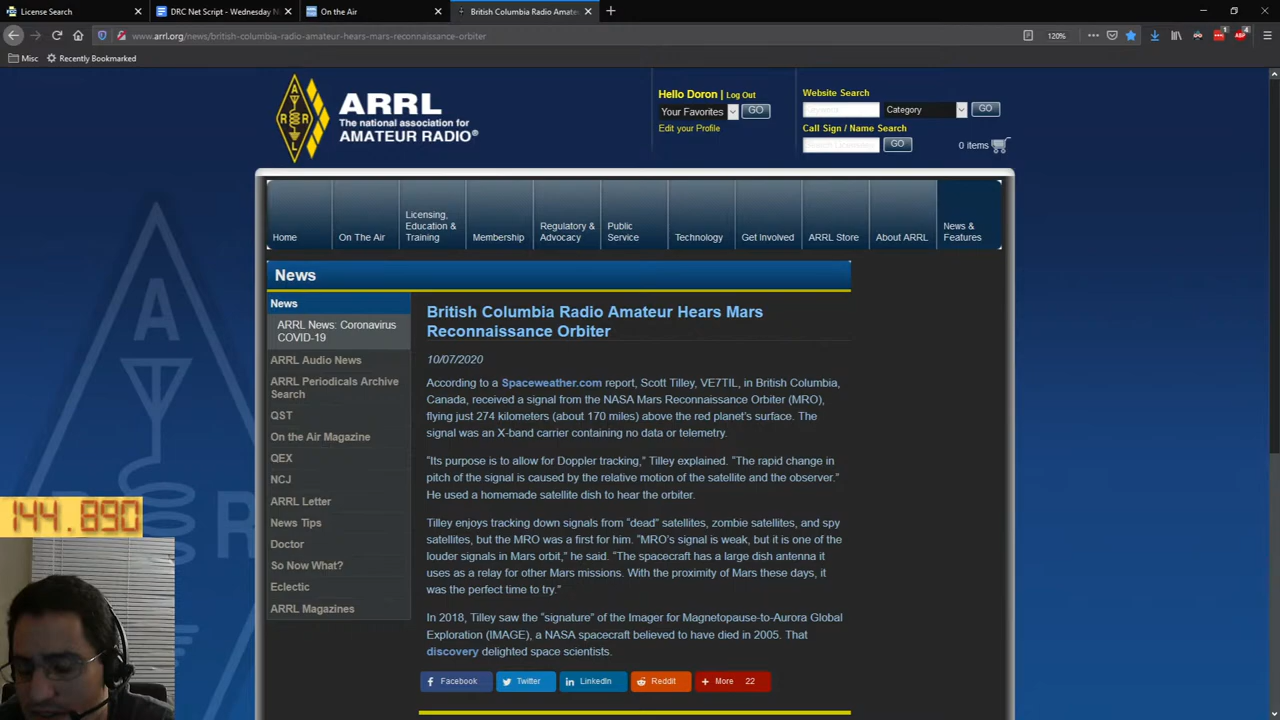 License Search
DRC Net Script - Wednesday N
On the Air
British Columbia Radio Amate
www.arrl.org/news/british-columbia-radio-amateur-hears-mars-reconnaissance-orbiter
120%
Misc
Recently Bookmarked
ARRL
The national association for
AMATEUR RADIO®
Hello Doron | Log Out
Your Favorites
GO
Edit your Profile
Website Search
Category
GO
Call Sign / Name Search
GO
0 items
Home
On The Air
Licensing,
Education &
Training
Membership
Regulatory &
Advocacy
Public
Service
Technology
Get Involved
ARRL Store
About ARRL
News &
Features
News
News
ARRL News: Coronavirus
COVID-19
ARRL Audio News
ARRL Periodicals Archive
Search
QST
On the Air Magazine
QEX
NCJ
ARRL Letter
News Tips
Doctor
So Now What?
Eclectic
ARRL Magazines
British Columbia Radio Amateur Hears Mars
Reconnaissance Orbiter
10/07/2020
According to a Spaceweather.com report, Scott Tilley, VE7TIL, in British Columbia,
Canada, received a signal from the NASA Mars Reconnaissance Orbiter (MRO),
flying just 274 kilometers (about 170 miles) above the red planet's surface. The
signal was an X-band carrier containing no data or telemetry.
"Its purpose is to allow for Doppler tracking," Tilley explained. "The rapid change in
pitch of the signal is caused by the relative motion of the satellite and the observer."
He used a homemade satellite dish to hear the orbiter.
Tilley enjoys tracking down signals from "dead" satellites, zombie satellites, and spy
satellites, but the MRO was a first for him. "MRO's signal is weak, but it is one of the
louder signals in Mars orbit," he said. "The spacecraft has a large dish antenna it
uses as a relay for other Mars missions. With the proximity of Mars these days, it
was the perfect time to try."
In 2018, Tilley saw the "signature" of the Imager for Magnetopause-to-Aurora Global
Exploration (IMAGE), a NASA spacecraft believed to have died in 2005. That
discovery delighted space scientists.
Facebook
Twitter
LinkedIn
Reddit
More 22
144.890